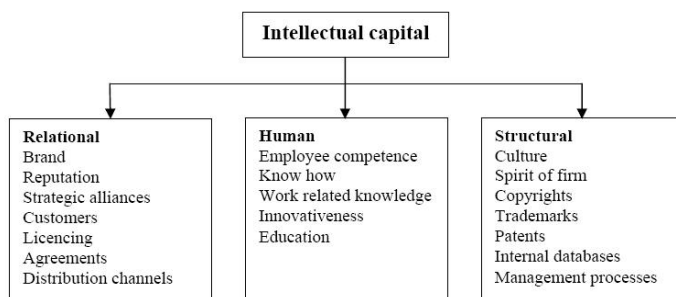 Intellectual capital
Relational
Brand
Reputation
Strategic alliances
Customers
Licencing
Agreements
Distribution channels
Human
Employee competence
Know how
Work related knowledge
Innovativeness
Education
Structural
Culture
Spirit of firm
Copyrights
Trademarks
Patents
Internal databases
Management processes